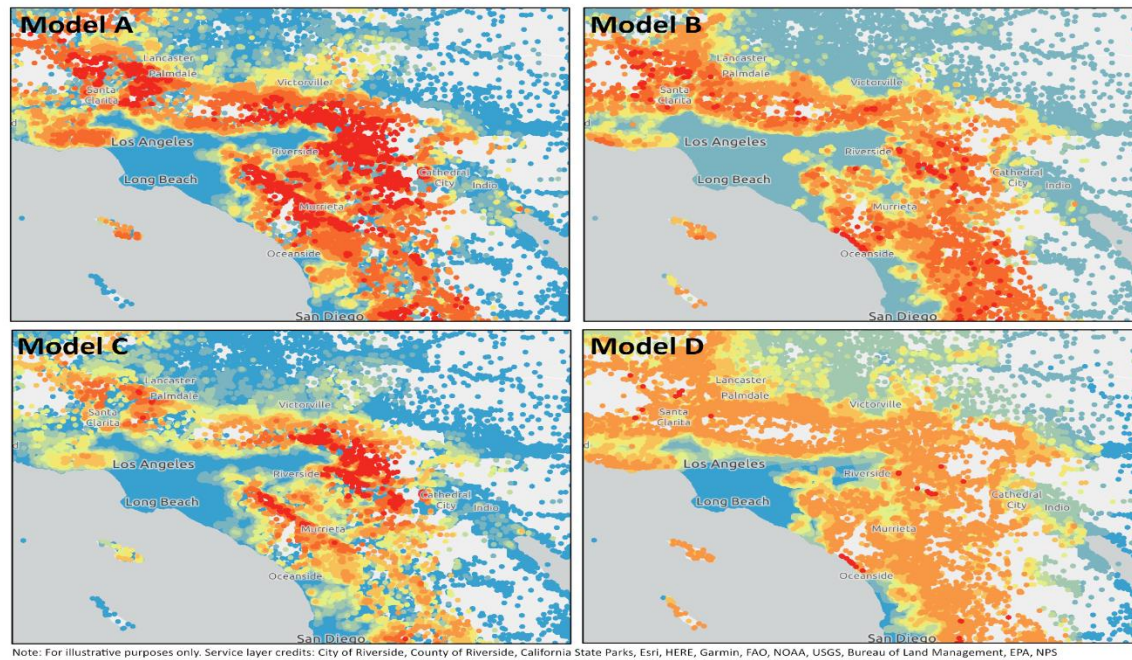 Model A
Lancaster
Palmdale
Victorville
Santa
Clarita
Los Angeles
Riverside
Long Beach
Cathedral
City
Indio
Murrieta
Oceanside
San Diego
Model B
Lancaster
Palmdale
Victorville
Santa
Clarita
Los Angeles
Riverside
Long Beach
Cathedral
City
Indio
Murrieta
Oceanside
San Diego
Model C
Lancaster
Palmdale
Victorville
Santa
Clarita
Los Angeles
Riverside
Long Beach
Cathedral
City
Indio
Murrieta
Oceanside
San Diego
Model D
Lancaster
Palmdale
Victorville
Santa
Clarita
Los Angeles
Riverside
Long Beach
Cathedral
City
Indio
Murrieta
Oceanside
San Diego
Note: For illustrative purposes only. Service layer credits: City of Riverside, County of Riverside, California State Parks, Esri, HERE, Garmin, FAO, NOAA, USGS, Bureau of Land Management, EPA, NPS